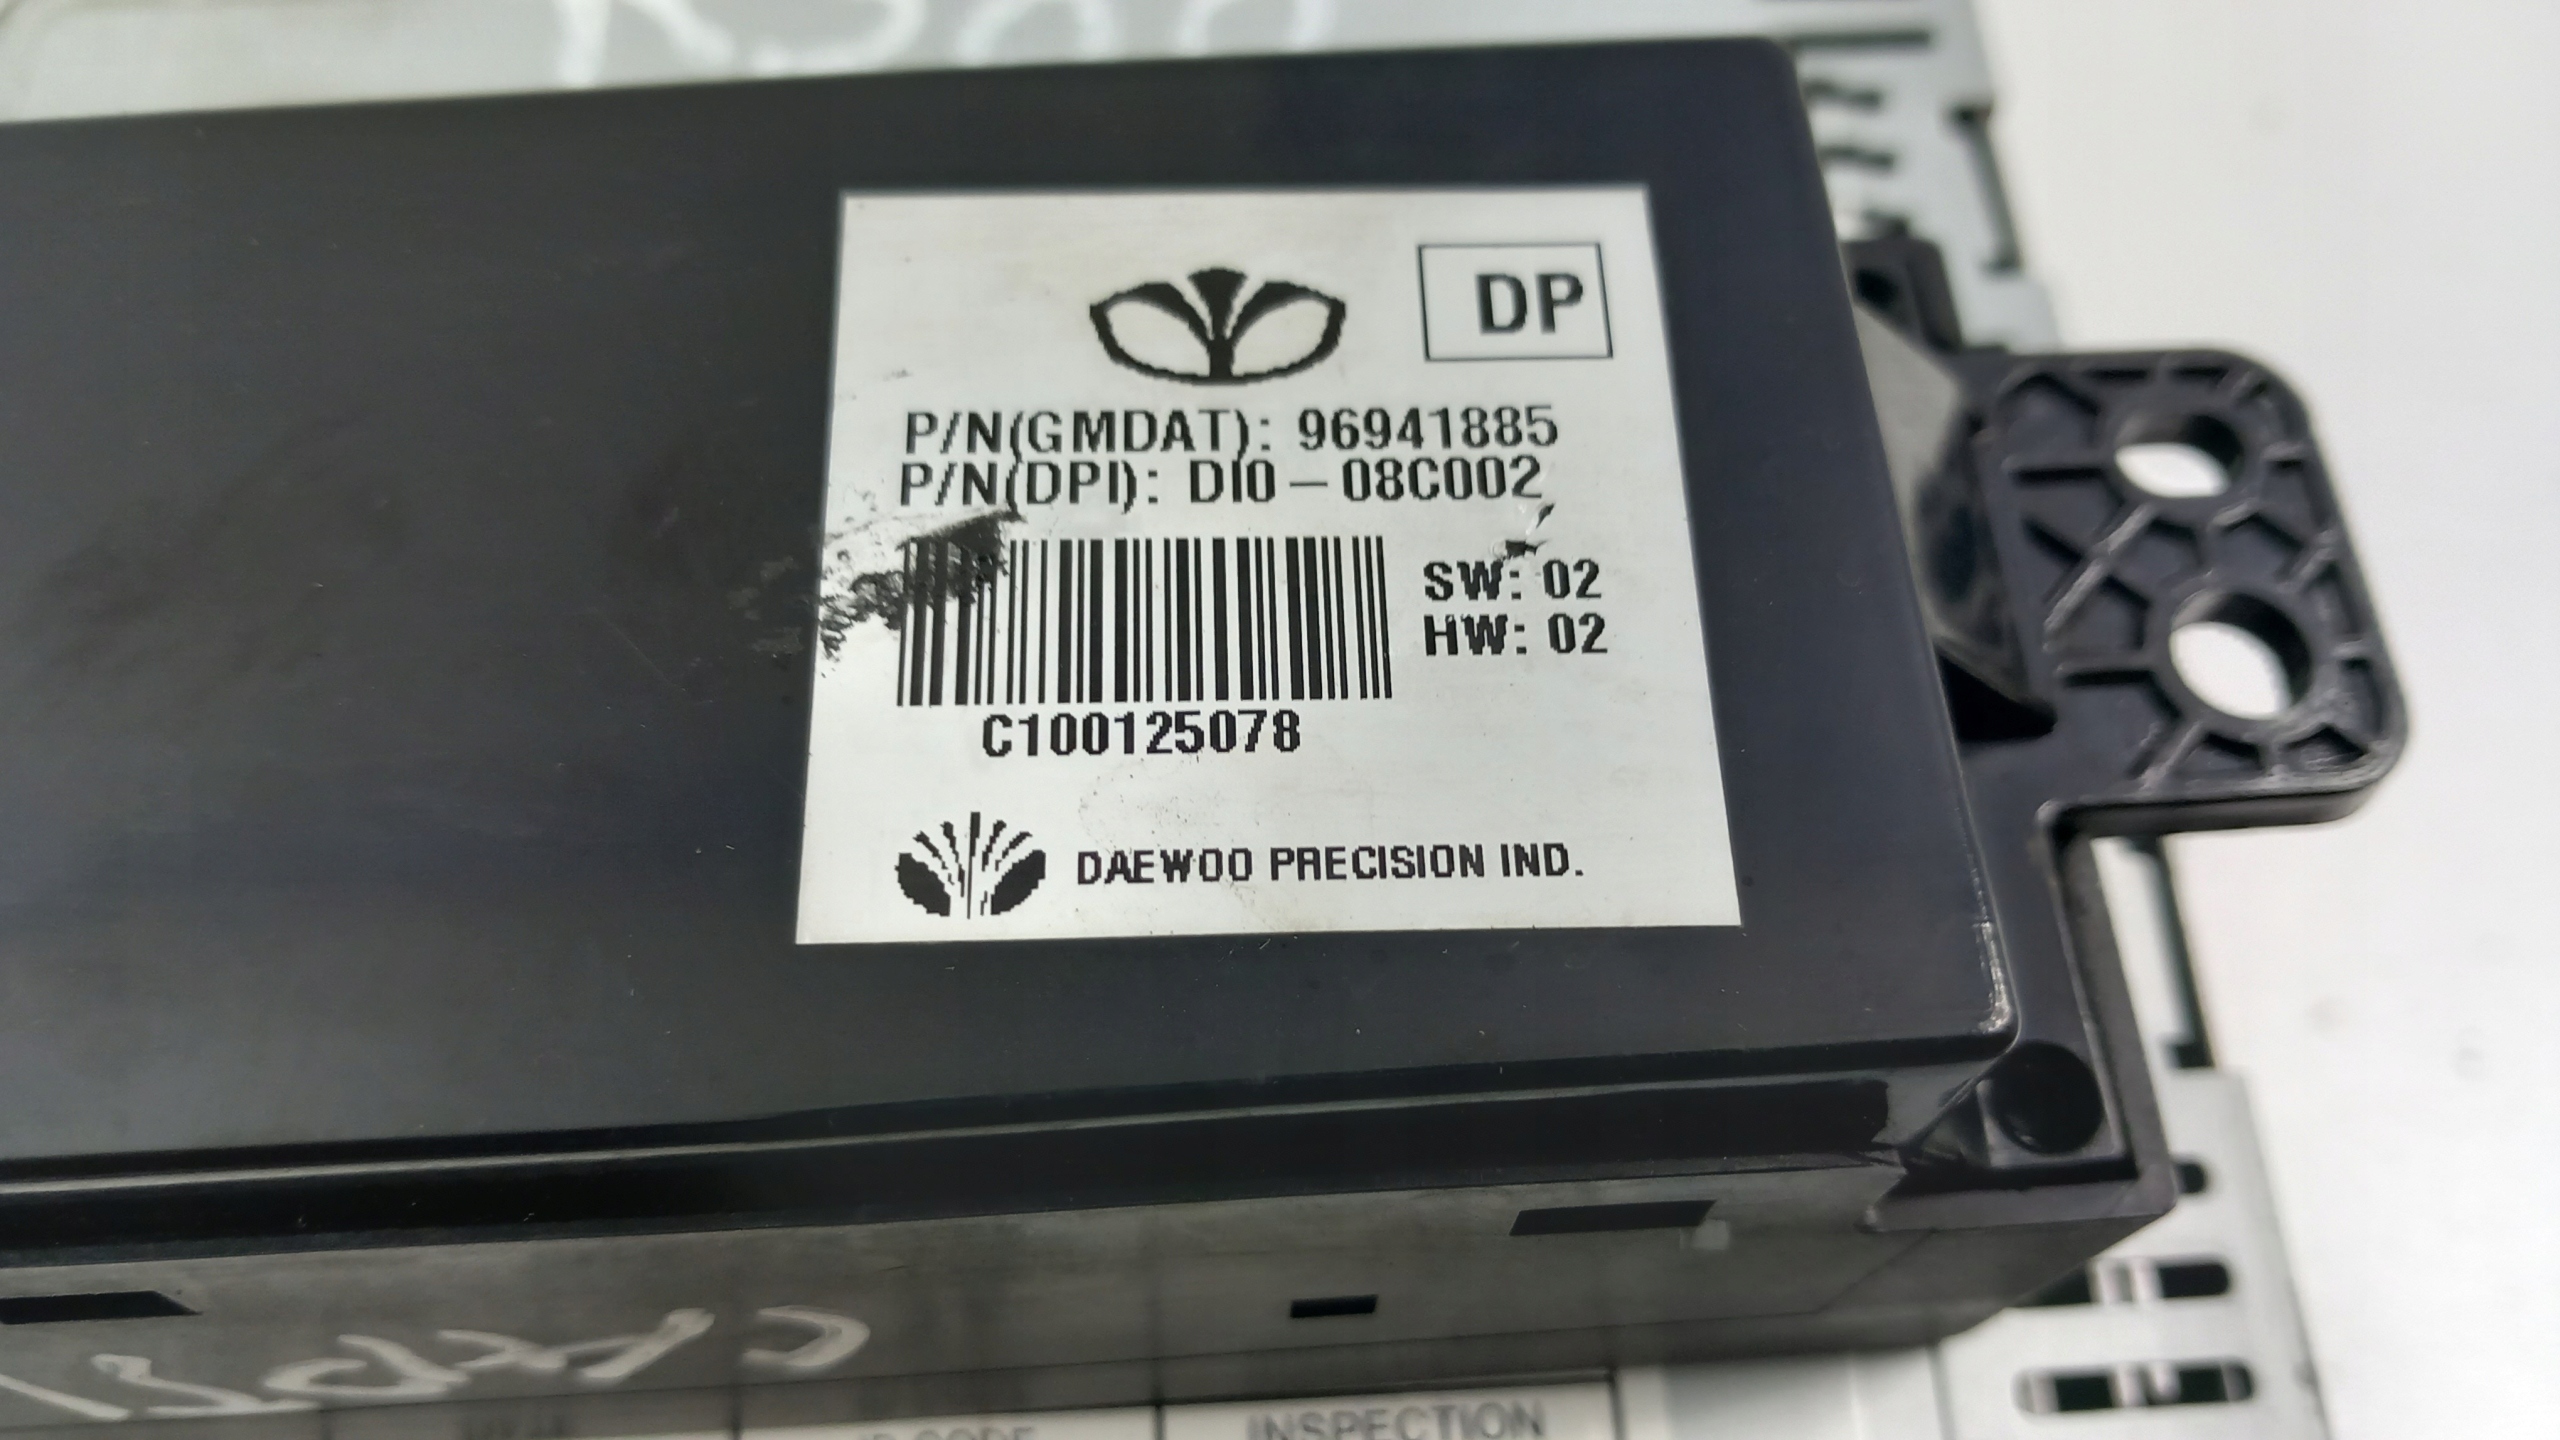 DP
P/N(GMDAT): 96941885
P/N(DPI): DI0-08C002
SW: 02
HW: 02
C100125078
DAEWOO PRECISION IND.
INSPECTION